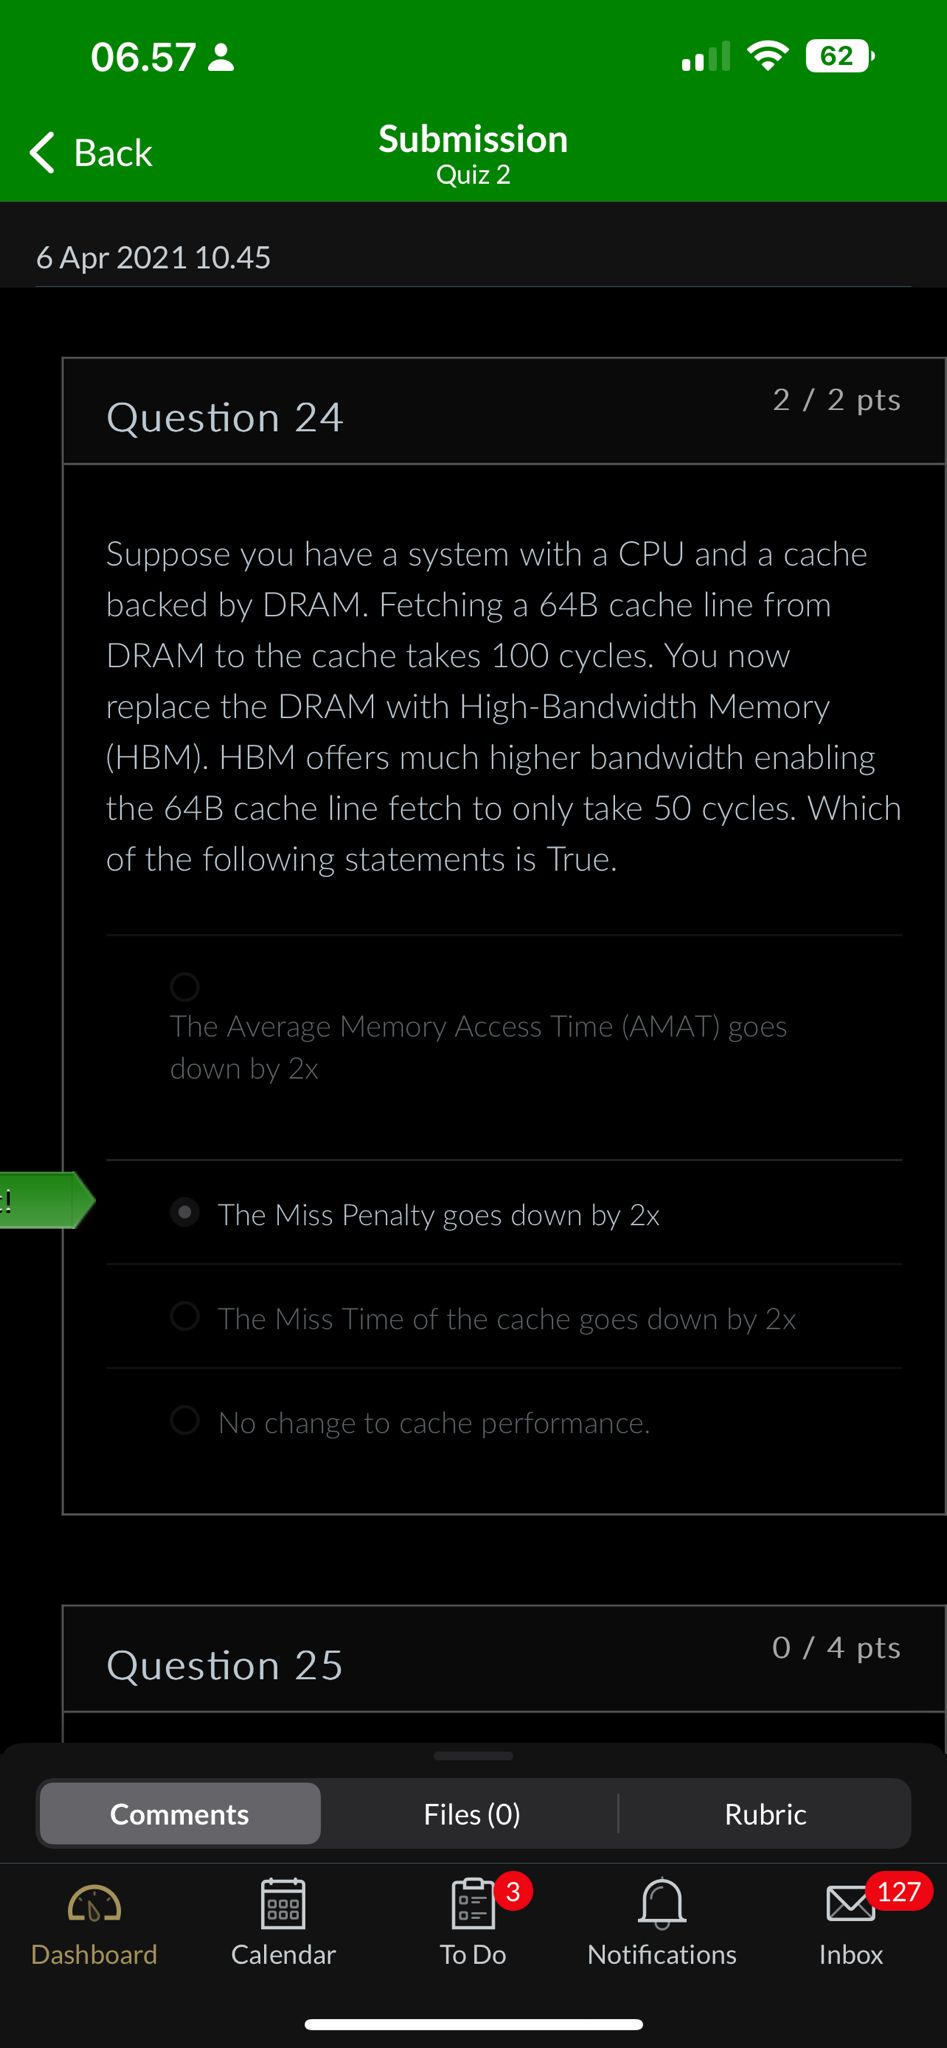 06.57
62
Back
Submission
Quiz 2
6 Apr 2021 10.45
Question 24
2 / 2 pts
Suppose you have a system with a CPU and a cache
backed by DRAM. Fetching a 64B cache line from
DRAM to the cache takes 100 cycles. You now
replace the DRAM with High-Bandwidth Memory
(HBM). HBM offers much higher bandwidth enabling
the 64B cache line fetch to only take 50 cycles. Which
of the following statements is True.
The Average Memory Access Time (AMAT) goes
down by 2x
The Miss Penalty goes down by 2x
The Miss Time of the cache goes down by 2x
No change to cache performance.
Question 25
0 / 4 pts
Comments
Files (0)
Rubric
3
127
Dashboard
Calendar
To Do
Notifications
Inbox